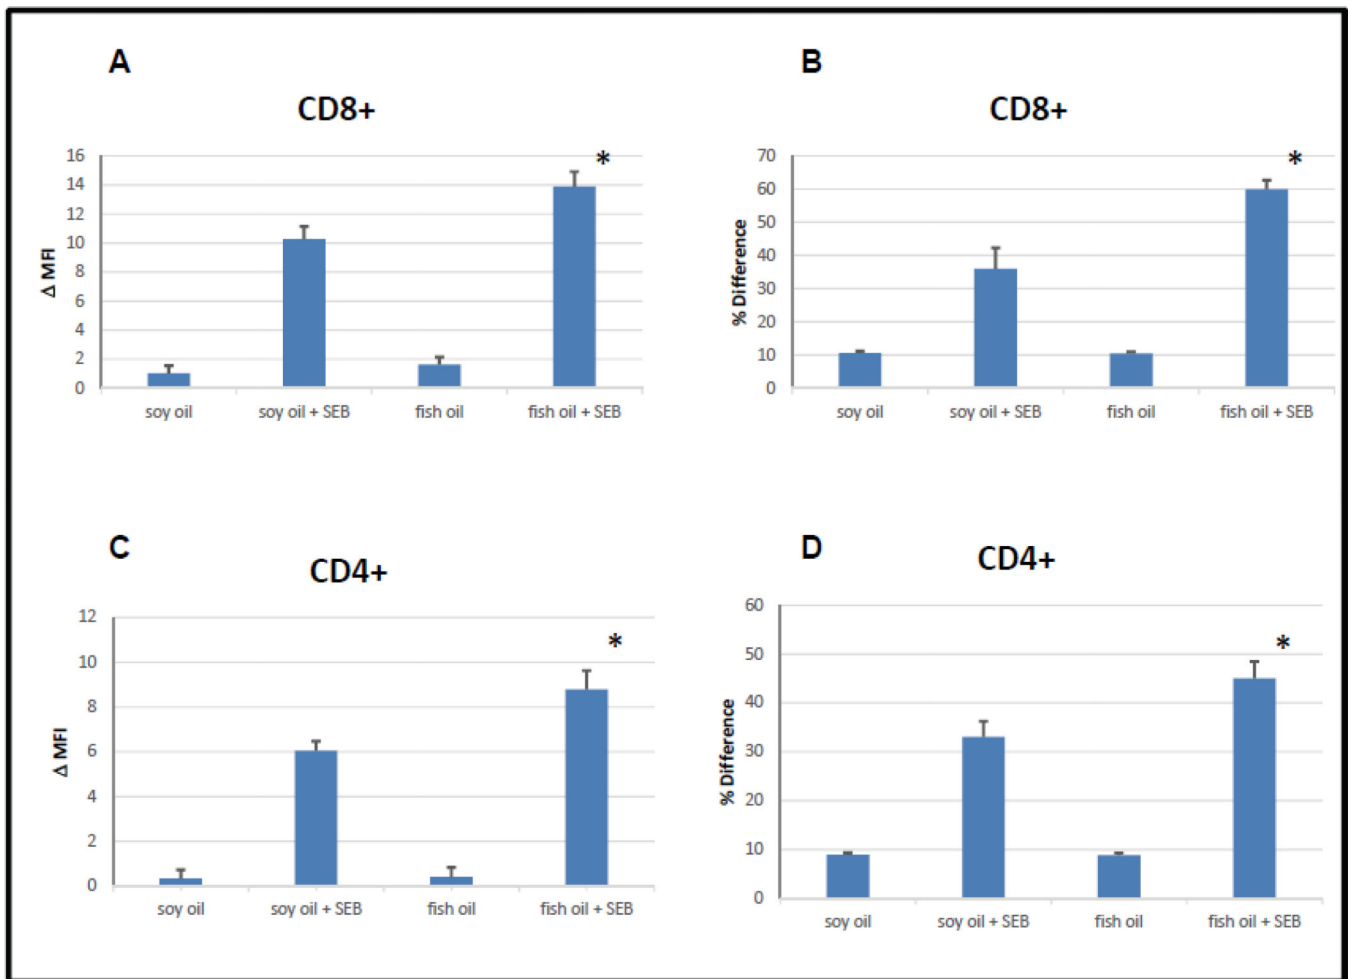 A
CD8+
Δ MFI
16
14
12
10
8
6
4
2
0
soy oil
soy oil + SEB
fish oil
fish oil + SEB
*
B
CD8+
% Difference
70
60
50
40
30
20
10
0
soy oil
soy oil + SEB
fish oil
fish oil + SEB
*
C
CD4+
Δ MFI
12
10
8
6
4
2
0
soy oil
soy oil + SEB
fish oil
fish oil + SEB
*
D
CD4+
% Difference
60
50
40
30
20
10
0
soy oil
soy oil + SEB
fish oil
fish oil + SEB
*